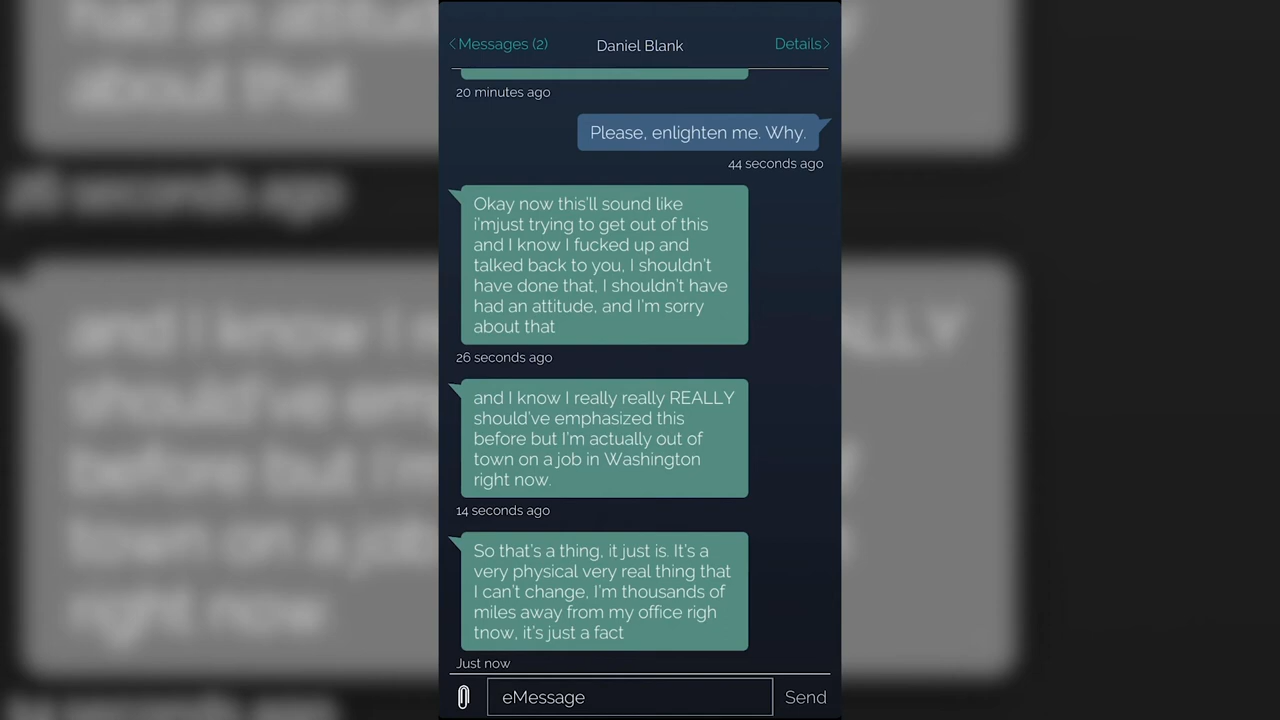 Messages (2)
Daniel Blank
Details
20 minutes ago
Please, enlighten me. Why.
44 seconds ago
Okay now this'll sound like
i'mjust trying to get out of this
and I know I fucked up and
talked back to you, I shouldn't
have done that, I shouldn't have
had an attitude, and I'm sorry
about that
26 seconds ago
and I know I really really REALLY
should've emphasized this
before but I'm actually out of
town on a job in Washington
right now.
14 seconds ago
So that's a thing, it just is. It's a
very physical very real thing that
I can't change, I'm thousands of
miles away from my office righ
tnow, it's just a fact
Just now
eMessage
Send